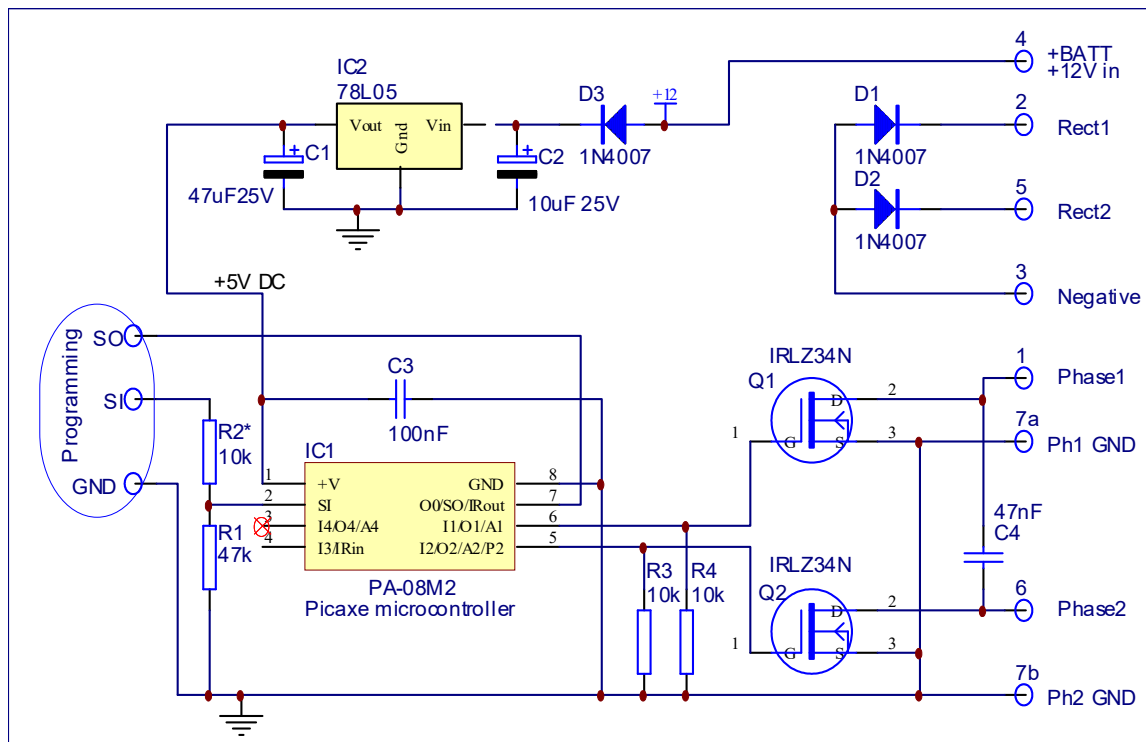 4
+BATT
+12V in
IC2
78L05
Vout
Gnd
Vin
D3
+12
1N4007
D1
1N4007
2
Rect1
D2
1N4007
5
Rect2
+
C1
47uF25V
+
C2
10uF 25V
3
Negative
+5V DC
Programming
SO
SI
GND
R2*
10k
R1
47k
C3
100nF
IC1
1
+V
2
SI
3
I4/O4/A4
4
I3/IRin
GND
8
O0/SO/IRout
7
I1/O1/A1
6
I2/O2/A2/P2
5
PA-08M2
Picaxe microcontroller
R3
10k
R4
10k
IRLZ34N
Q1
1
G
D
S
2
3
1
Phase1
7a
Ph1 GND
47nF
C4
IRLZ34N
Q2
1
G
D
S
2
3
6
Phase2
7b
Ph2 GND